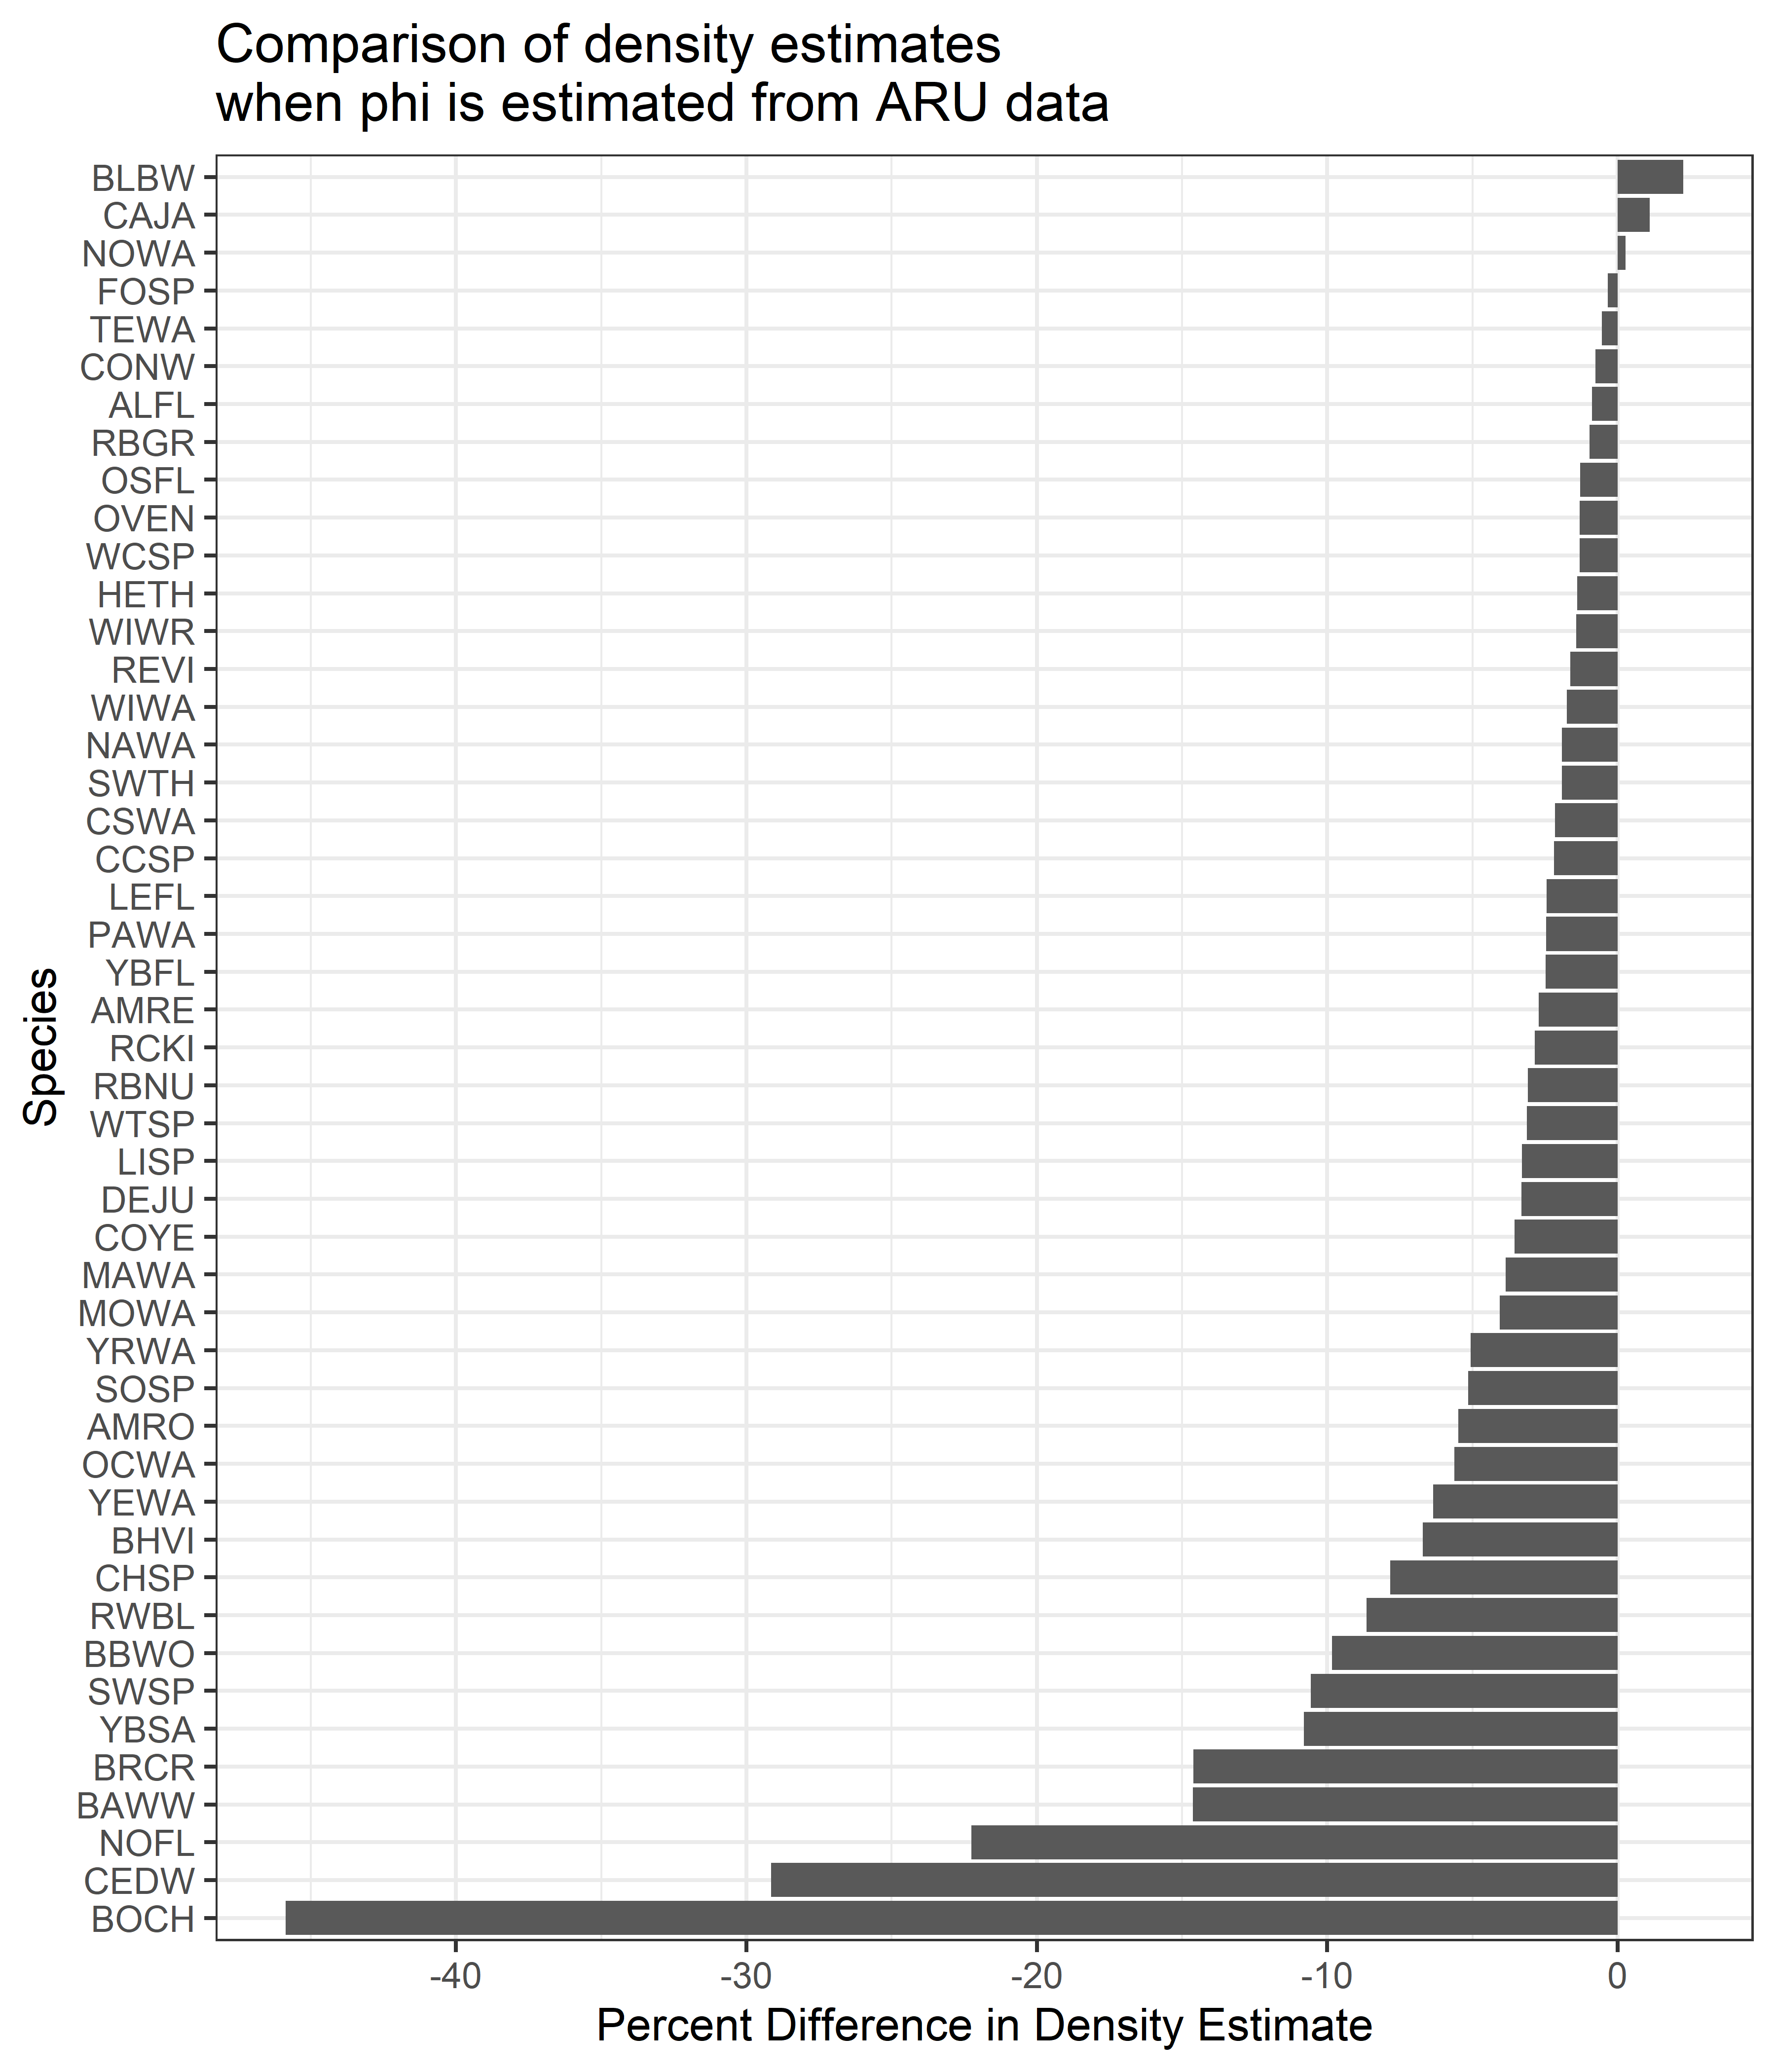 Comparison of density estimates
when phi is estimated from ARU data
BLBW
CAJA
NOWA
FOSP
TEWA
CONW
ALFL
RBGR
OSFL
OVEN
WCSP
HETH
WIWR
REVI
WIWA
NAWA
SWTH
CSWA
CCSP
LEFL
PAWA
YBFL
AMRE
RCKI
RBNU
WTSP
LISP
DEJU
COYE
MAWA
MOWA
YRWA
SOSP
AMRO
OCWA
YEWA
BHVI
CHSP
RWBL
BBWO
SWSP
YBSA
BRCR
BAWW
NOFL
CEDW
BOCH
Species
-40 -30 -20 -10 0
Percent Difference in Density Estimate